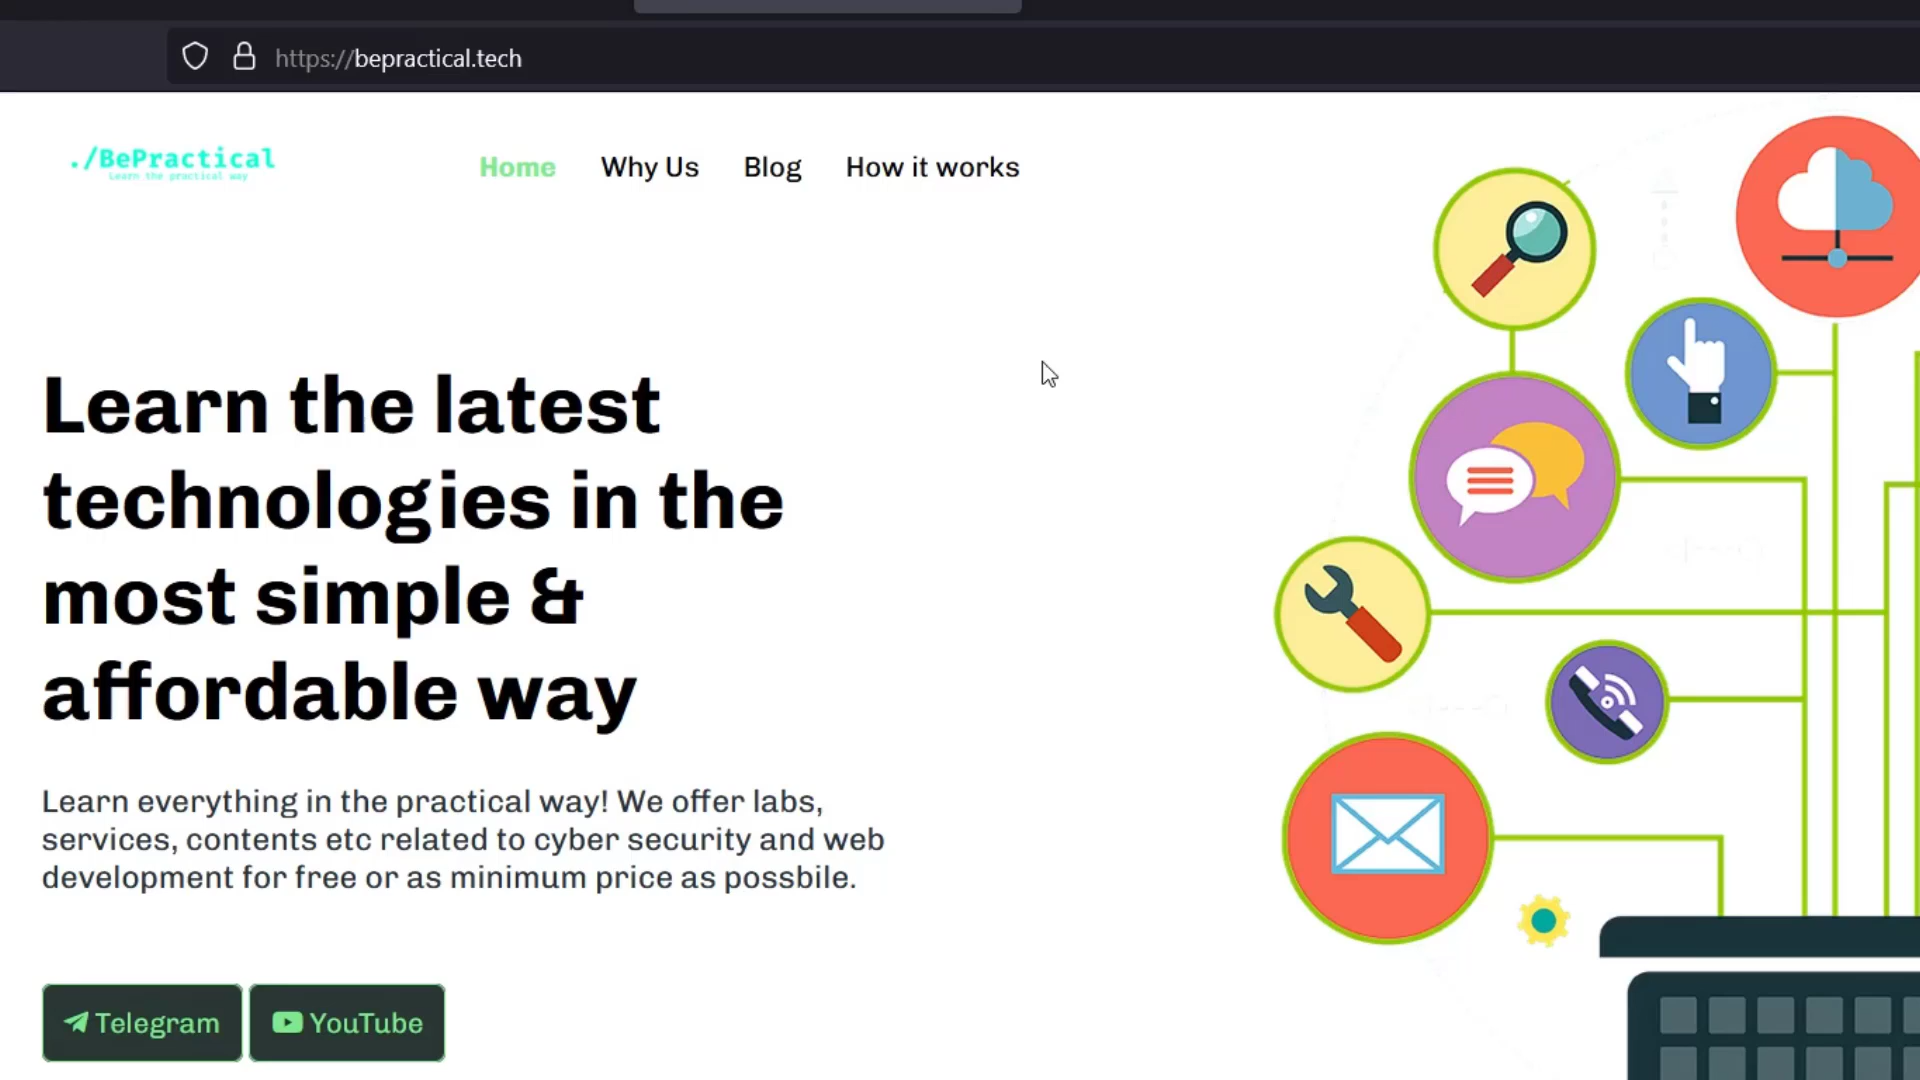 https://bepractical.tech
./BePractical
Learn the practical way
Home Why Us Blog How it works
Learn the latest
technologies in the
most simple &
affordable way
Learn everything in the practical way! We offer labs,
services, contents etc related to cyber security and web
development for free or as minimum price as possbile.
Telegram YouTube